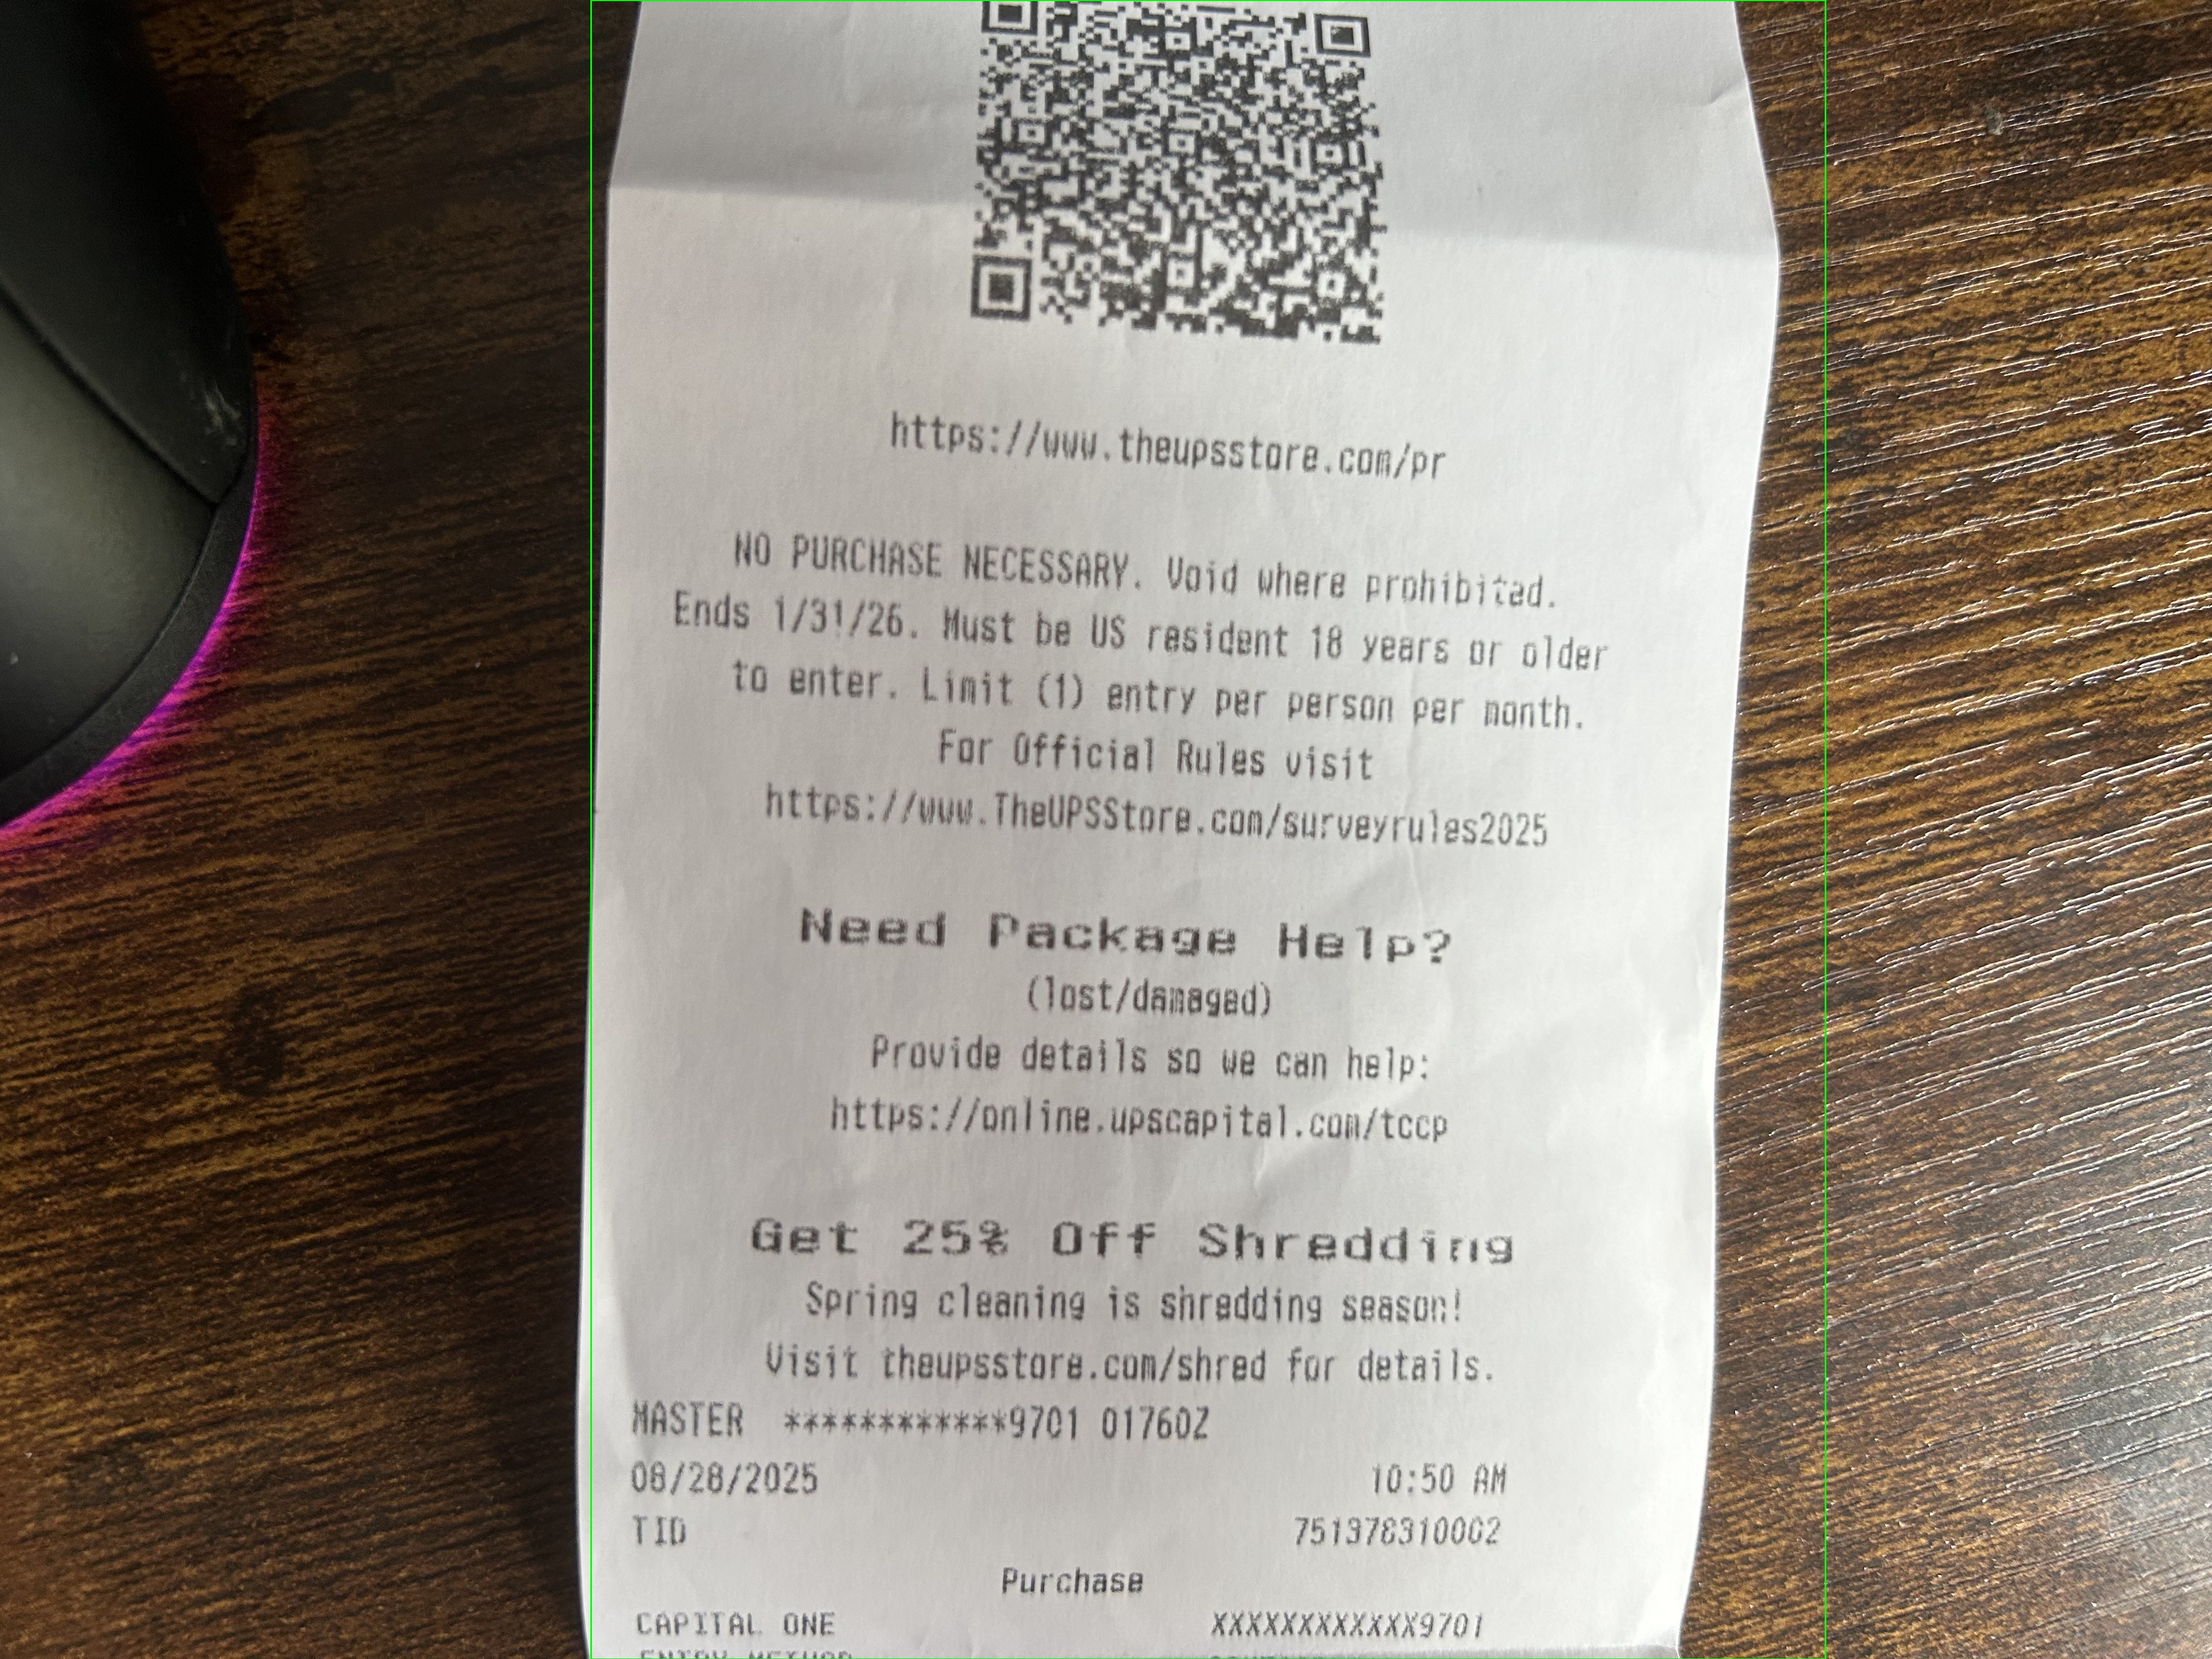 https://www.theupsstore.com/pr
NO PURCHASE NECESSARY. Void where prohibited.
Ends 1/31/26. Must be US resident 18 years or older
to enter. Limit (1) entry per person per month.
For Official Rules visit
https://www.TheUPSStore.com/surveyrules2025
Need Package Help?
(lost/damaged)
Provide details so we can help:
https://online.upscapital.com/tccp
Get 25% Off Shredding
Spring cleaning is shredding season!
Visit theupsstore.com/shred for details.
MASTER ************9701 01760Z
08/28/2025 10:50 AM
TID 751378310002
Purchase
CAPITAL ONE XXXXXXXXXXXX9701
ENTRY METHOD